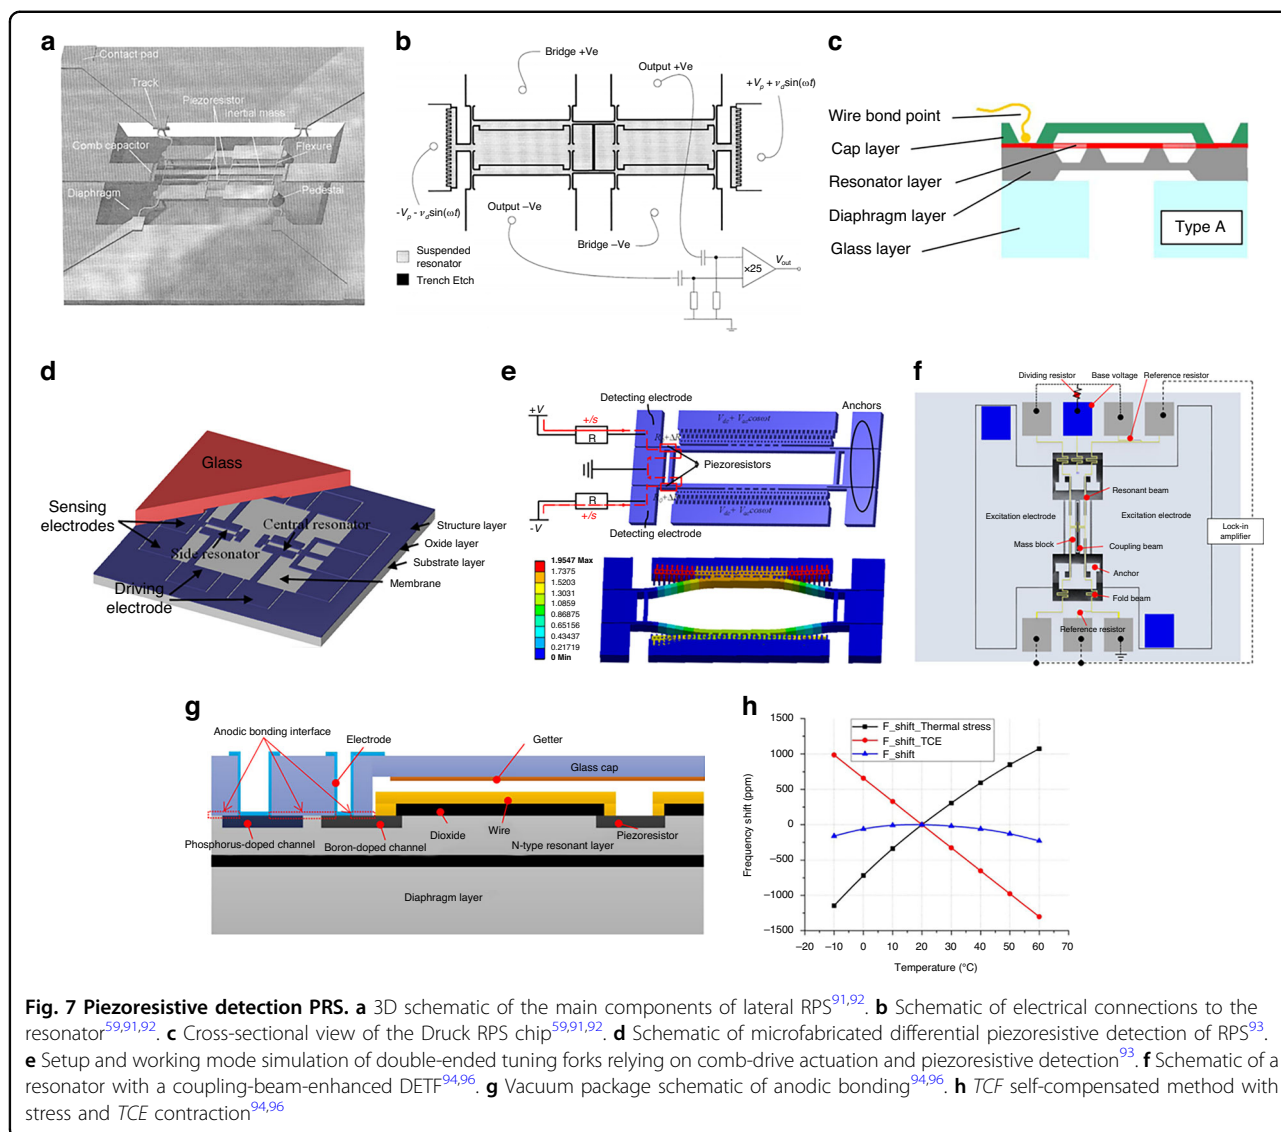 a
Contact pad
Track
Piezoresistor
Inertial mass
Comb capacitor
Flexure
Diaphragm
Pedestal
b
Bridge +Ve
Output +Ve
+Vp + vd sin(ωt)
-Vp - vd sin(ωt)
Output –Ve
Bridge –Ve
Suspended
resonator
Trench Etch
×25
Vout
c
Wire bond point
Cap layer
Resonator layer
Diaphragm layer
Glass layer
Type A
d
Glass
Sensing
electrodes
Central resonator
Side resonator
Driving
electrode
Structure layer
Oxide layer
Substrate layer
Membrane
e
Detecting electrode
Anchors
+V
+/s
R
Vdc+ Vaccosωt
Piezoresistors
R
-V
+/s
Vdc+ Vaccosωt
Detecting electrode
1.9547 Max
1.7375
1.5203
1.3031
1.0859
0.86875
0.65156
0.43437
0.21719
0 Min
f
Dividing resistor
Base voltage
Reference resistor
Resonant beam
Excitation electrode
Excitation electrode
Lock-in
amplifier
Mass block
Coupling beam
Anchor
Fold beam
Reference resistor
g
Anodic bonding interface
Electrode
Getter
Glass cap
Dioxide
Wire
Piezoresistor
Phosphorus-doped channel
Boron-doped channel
N-type resonant layer
Diaphragm layer
h
F_shift_Thermal stress
F_shift_TCE
F_shift
1500
1000
500
0
–500
–1000
–1500
Frequency shift (ppm)
–20
–10
0
10
20
30
40
50
60
70
Temperature (°C)
Fig. 7 Piezoresistive detection PRS. a 3D schematic of the main components of lateral RPS91,92. b Schematic of electrical connections to the
resonator59,91,92. c Cross-sectional view of the Druck RPS chip59,91,92. d Schematic of microfabricated differential piezoresistive detection of RPS93.
e Setup and working mode simulation of double-ended tuning forks relying on comb-drive actuation and piezoresistive detection93. f Schematic of a
resonator with a coupling-beam-enhanced DETF94,96. g Vacuum package schematic of anodic bonding94,96. h TCF self-compensated method with
stress and TCE contraction94,96